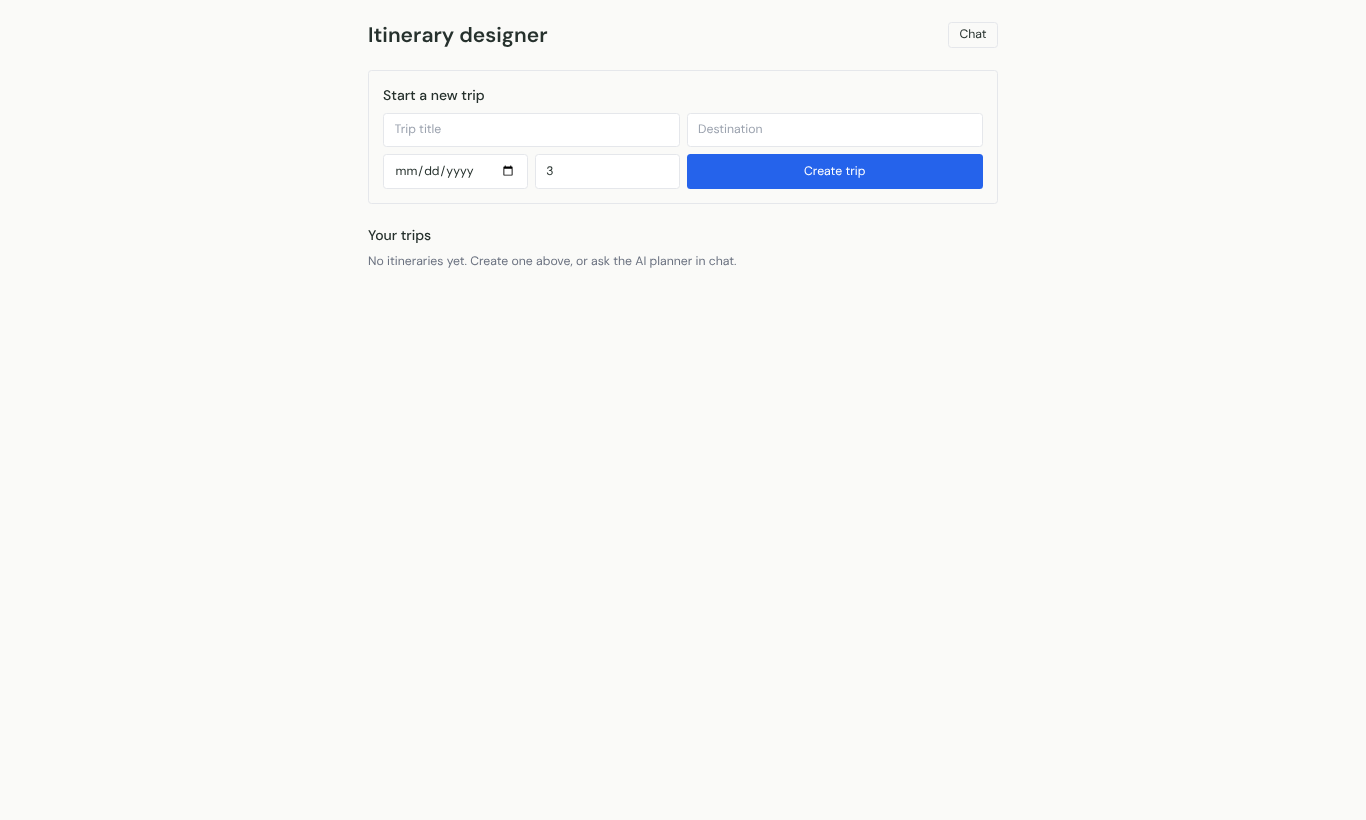 Itinerary designer
Chat
Start a new trip
Trip title
Destination
mm/dd/yyyy
3
Create trip
Your trips
No itineraries yet. Create one above, or ask the AI planner in chat.